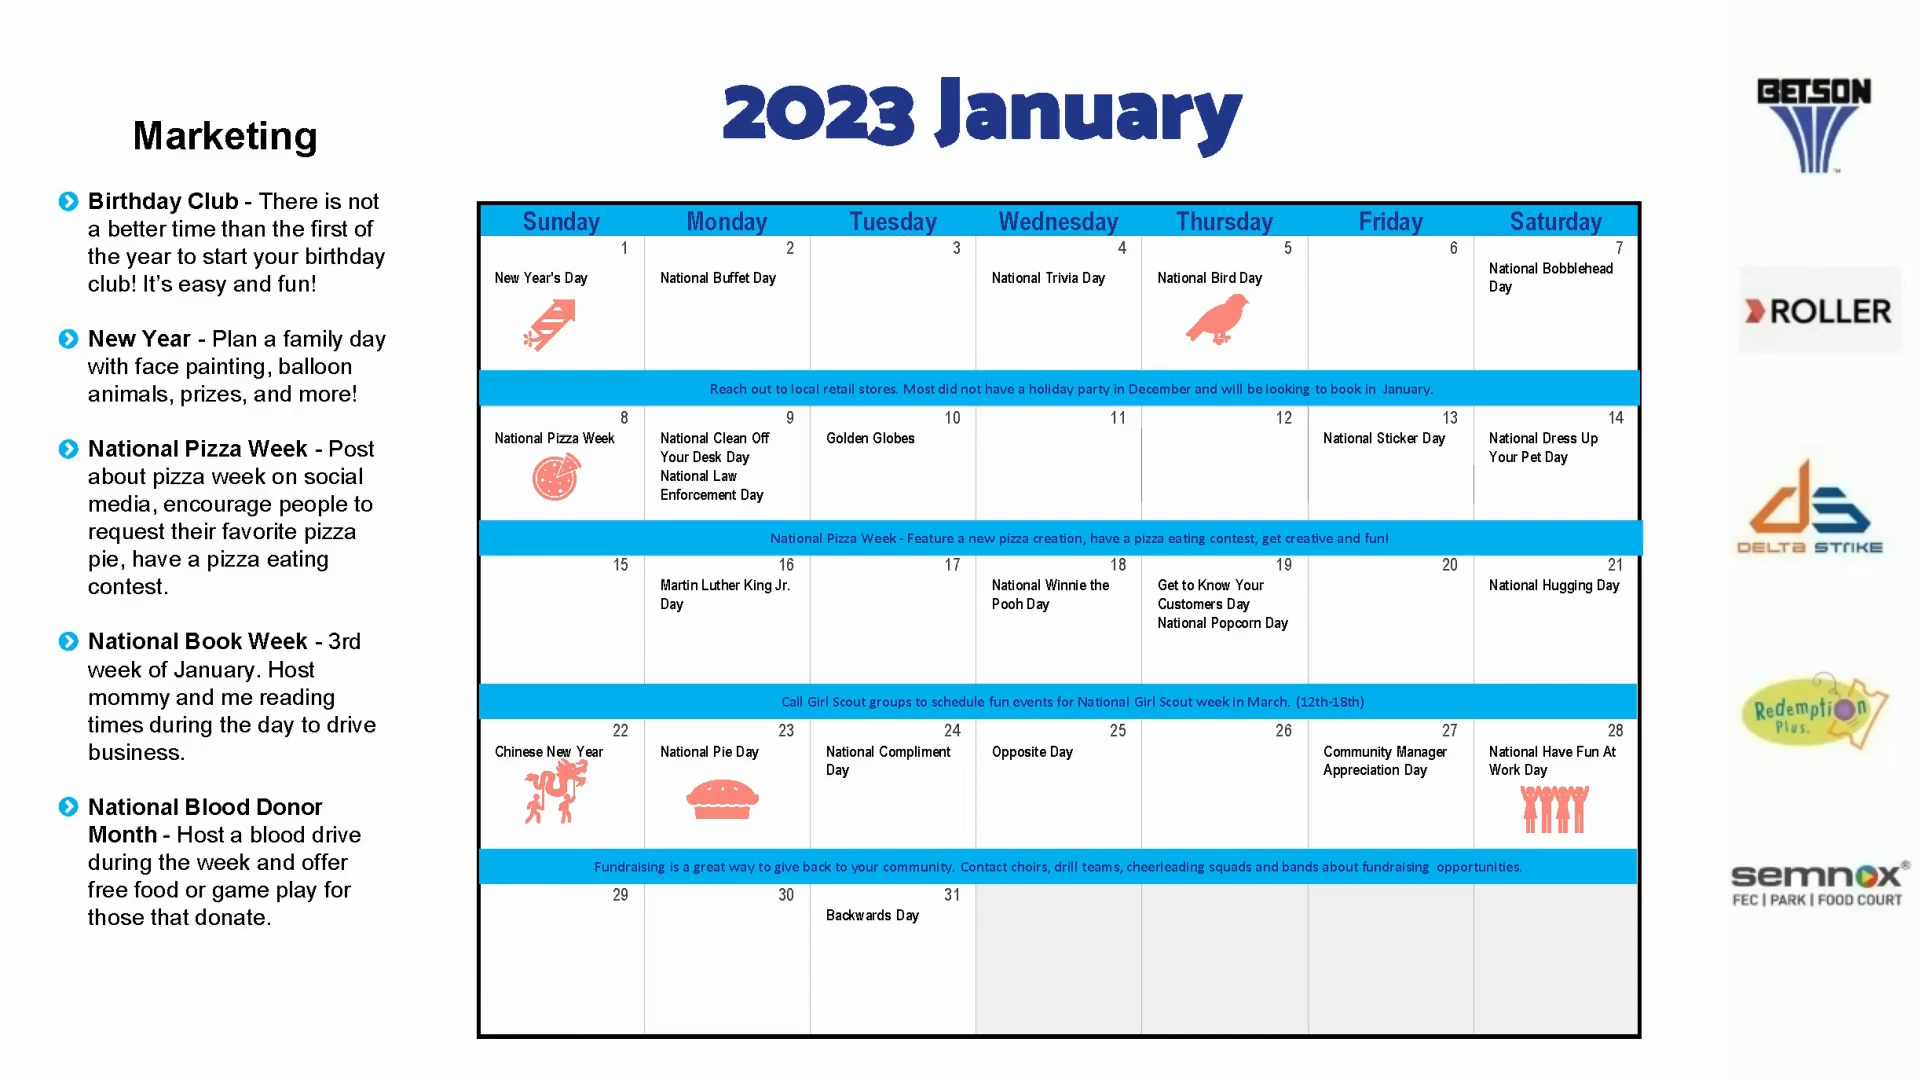 2023 January
Marketing
Birthday Club - There is not
a better time than the first of
the year to start your birthday
club! It's easy and fun!
New Year - Plan a family day
with face painting, balloon
animals, prizes, and more!
National Pizza Week - Post
about pizza week on social
media, encourage people to
request their favorite pizza
pie, have a pizza eating
contest.
National Book Week - 3rd
week of January. Host
mommy and me reading
times during the day to drive
business.
National Blood Donor
Month - Host a blood drive
during the week and offer
free food or game play for
those that donate.
Sunday Monday Tuesday Wednesday Thursday Friday Saturday
1 2 3 4 5 6 7
New Year's Day
National Buffet Day
National Trivia Day
National Bird Day
National Bobblehead
Day
Reach out to local retail stores. Most did not have a holiday party in December and will be looking to book in January.
8 9 10 11 12 13 14
National Pizza Week
National Clean Off
Your Desk Day
National Law
Enforcement Day
Golden Globes
National Sticker Day
National Dress Up
Your Pet Day
National Pizza Week - Feature a new pizza creation, have a pizza eating contest, get creative and fun!
15 16 17 18 19 20 21
Martin Luther King Jr.
Day
National Winnie the
Pooh Day
Get to Know Your
Customers Day
National Popcorn Day
National Hugging Day
Call Girl Scout groups to schedule fun events for National Girl Scout week in March. (12th-18th)
22 23 24 25 26 27 28
Chinese New Year
National Pie Day
National Compliment
Day
Opposite Day
Community Manager
Appreciation Day
National Have Fun At
Work Day
Fundraising is a great way to give back to your community. Contact choirs, drill teams, cheerleading squads and bands about fundraising opportunities.
29 30 31
Backwards Day
BETSON
TM
ROLLER
DELTA STRIKE
Redemption
Plus.
semnox®
FEC | PARK | FOOD COURT